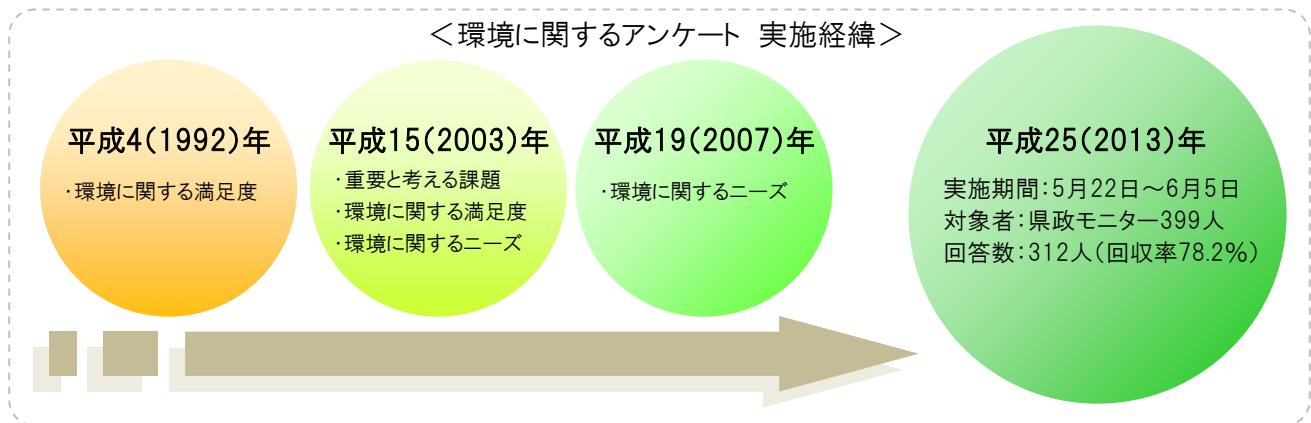 ＜環境に関するアンケート　実施経緯＞
平成4(1992)年
・環境に関する満足度
平成15(2003)年
・重要と考える課題
・環境に関する満足度
・環境に関するニーズ
平成19(2007)年
・環境に関するニーズ
平成25(2013)年
実施期間：5月22日～6月5日
対象者：県政モニター399人
回答数：312人(回収率78.2%)